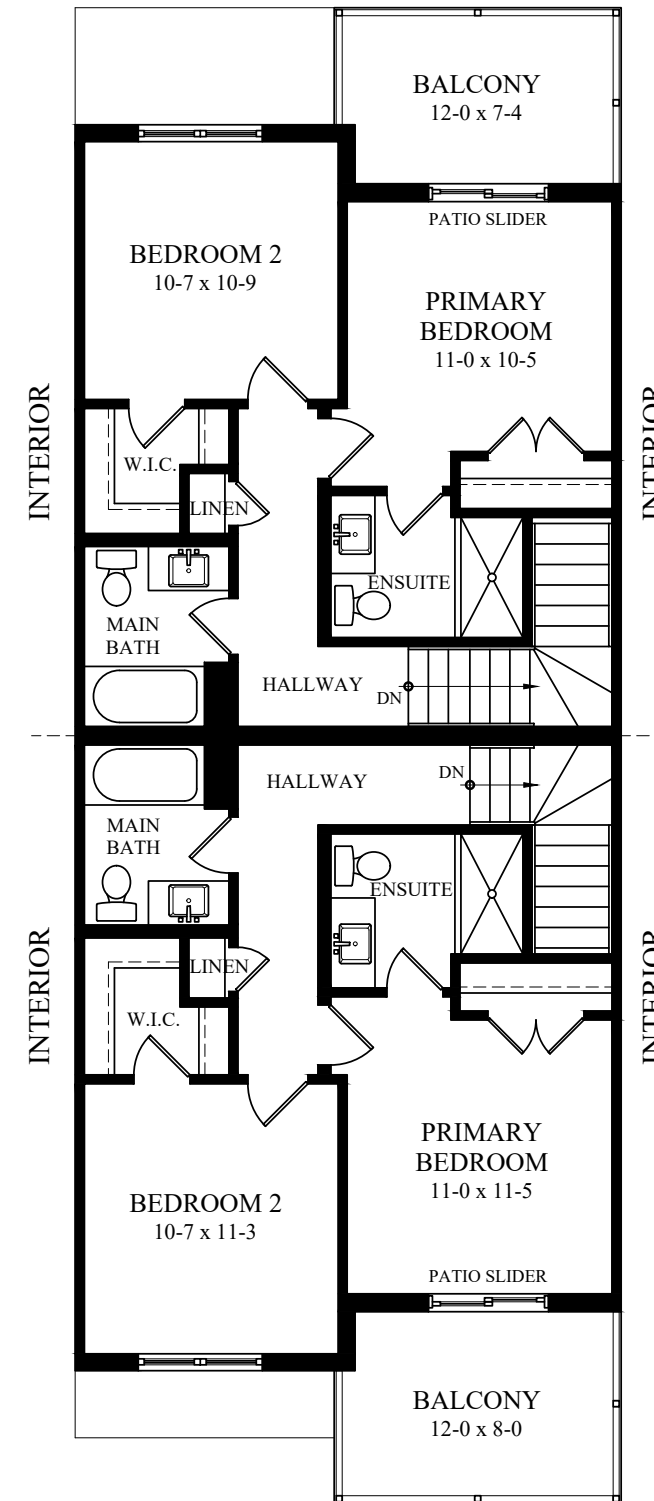 BALCONY
12-0 x 7-4
PATIO SLIDER
BEDROOM 2
10-7 x 10-9
PRIMARY
BEDROOM
11-0 x 10-5
INTERIOR
INTERIOR
W.I.C.
LINEN
ENSUITE
MAIN
BATH
HALLWAY
DN
HALLWAY
DN
MAIN
BATH
ENSUITE
LINEN
W.I.C.
INTERIOR
INTERIOR
PRIMARY
BEDROOM
11-0 x 11-5
BEDROOM 2
10-7 x 11-3
PATIO SLIDER
BALCONY
12-0 x 8-0